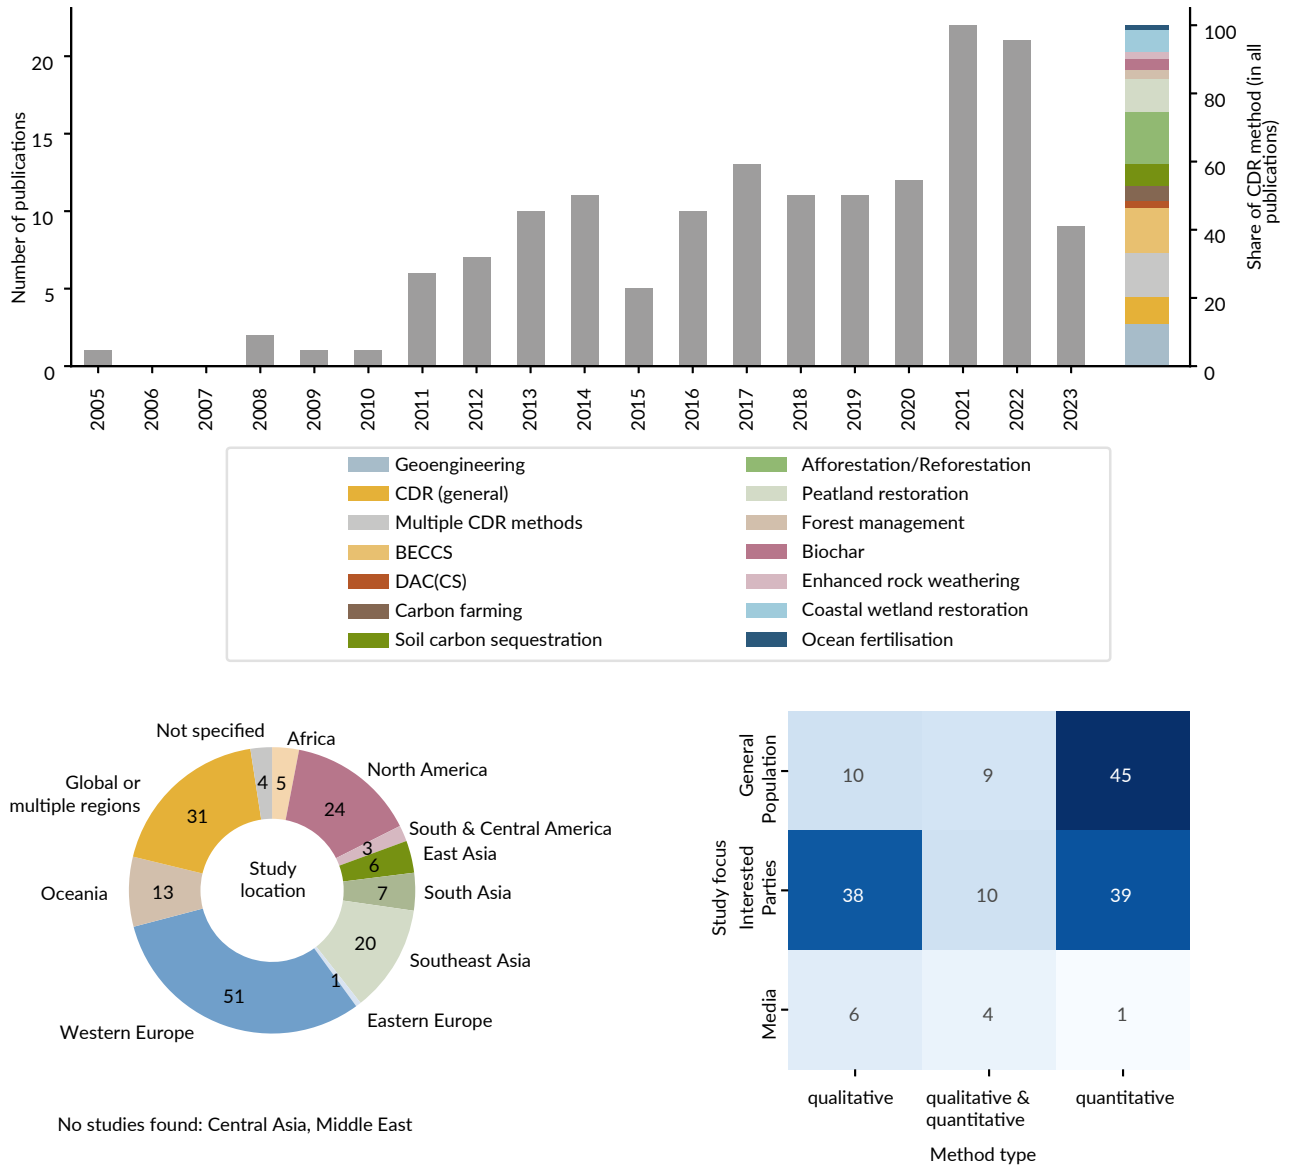 20
15
10
5
0
Number of publications
100
80
60
40
20
0
Share of CDR method (in all
publications)
2005
2006
2007
2008
2009
2010
2011
2012
2013
2014
2015
2016
2017
2018
2019
2020
2021
2022
2023
Geoengineering
CDR (general)
Multiple CDR methods
BECCS
DAC(CS)
Carbon farming
Soil carbon sequestration
Afforestation/Reforestation
Peatland restoration
Forest management
Biochar
Enhanced rock weathering
Coastal wetland restoration
Ocean fertilisation
Not specified
Africa
Global or
multiple regions
North America
South & Central America
East Asia
South Asia
Southeast Asia
Eastern Europe
Western Europe
Oceania
4
5
24
3
6
7
20
1
51
13
31
Study
location
No studies found: Central Asia, Middle East
Study focus
General
Population
Interested
Parties
Media
10
9
45
38
10
39
6
4
1
qualitative
qualitative &
quantitative
quantitative
Method type